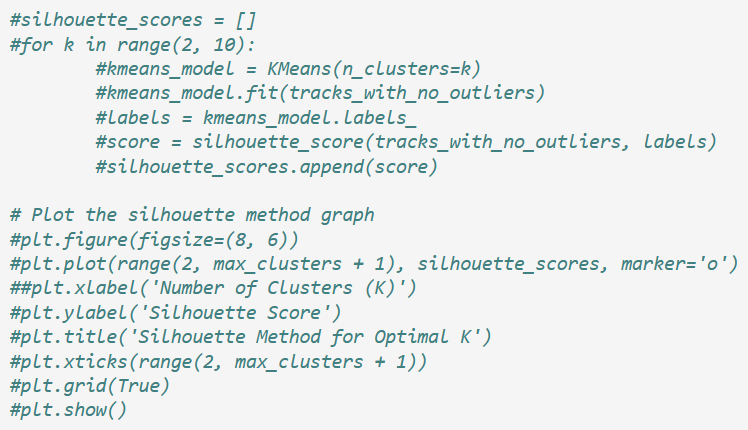 #silhouette_scores = []
#for k in range(2, 10):
        #kmeans_model = KMeans(n_clusters=k)
        #kmeans_model.fit(tracks_with_no_outliers)
        #labels = kmeans_model.labels_
        #score = silhouette_score(tracks_with_no_outliers, labels)
        #silhouette_scores.append(score)

# Plot the silhouette method graph
#plt.figure(figsize=(8, 6))
#plt.plot(range(2, max_clusters + 1), silhouette_scores, marker='o')
##plt.xlabel('Number of Clusters (K)')
#plt.ylabel('Silhouette Score')
#plt.title('Silhouette Method for Optimal K')
#plt.xticks(range(2, max_clusters + 1))
#plt.grid(True)
#plt.show()